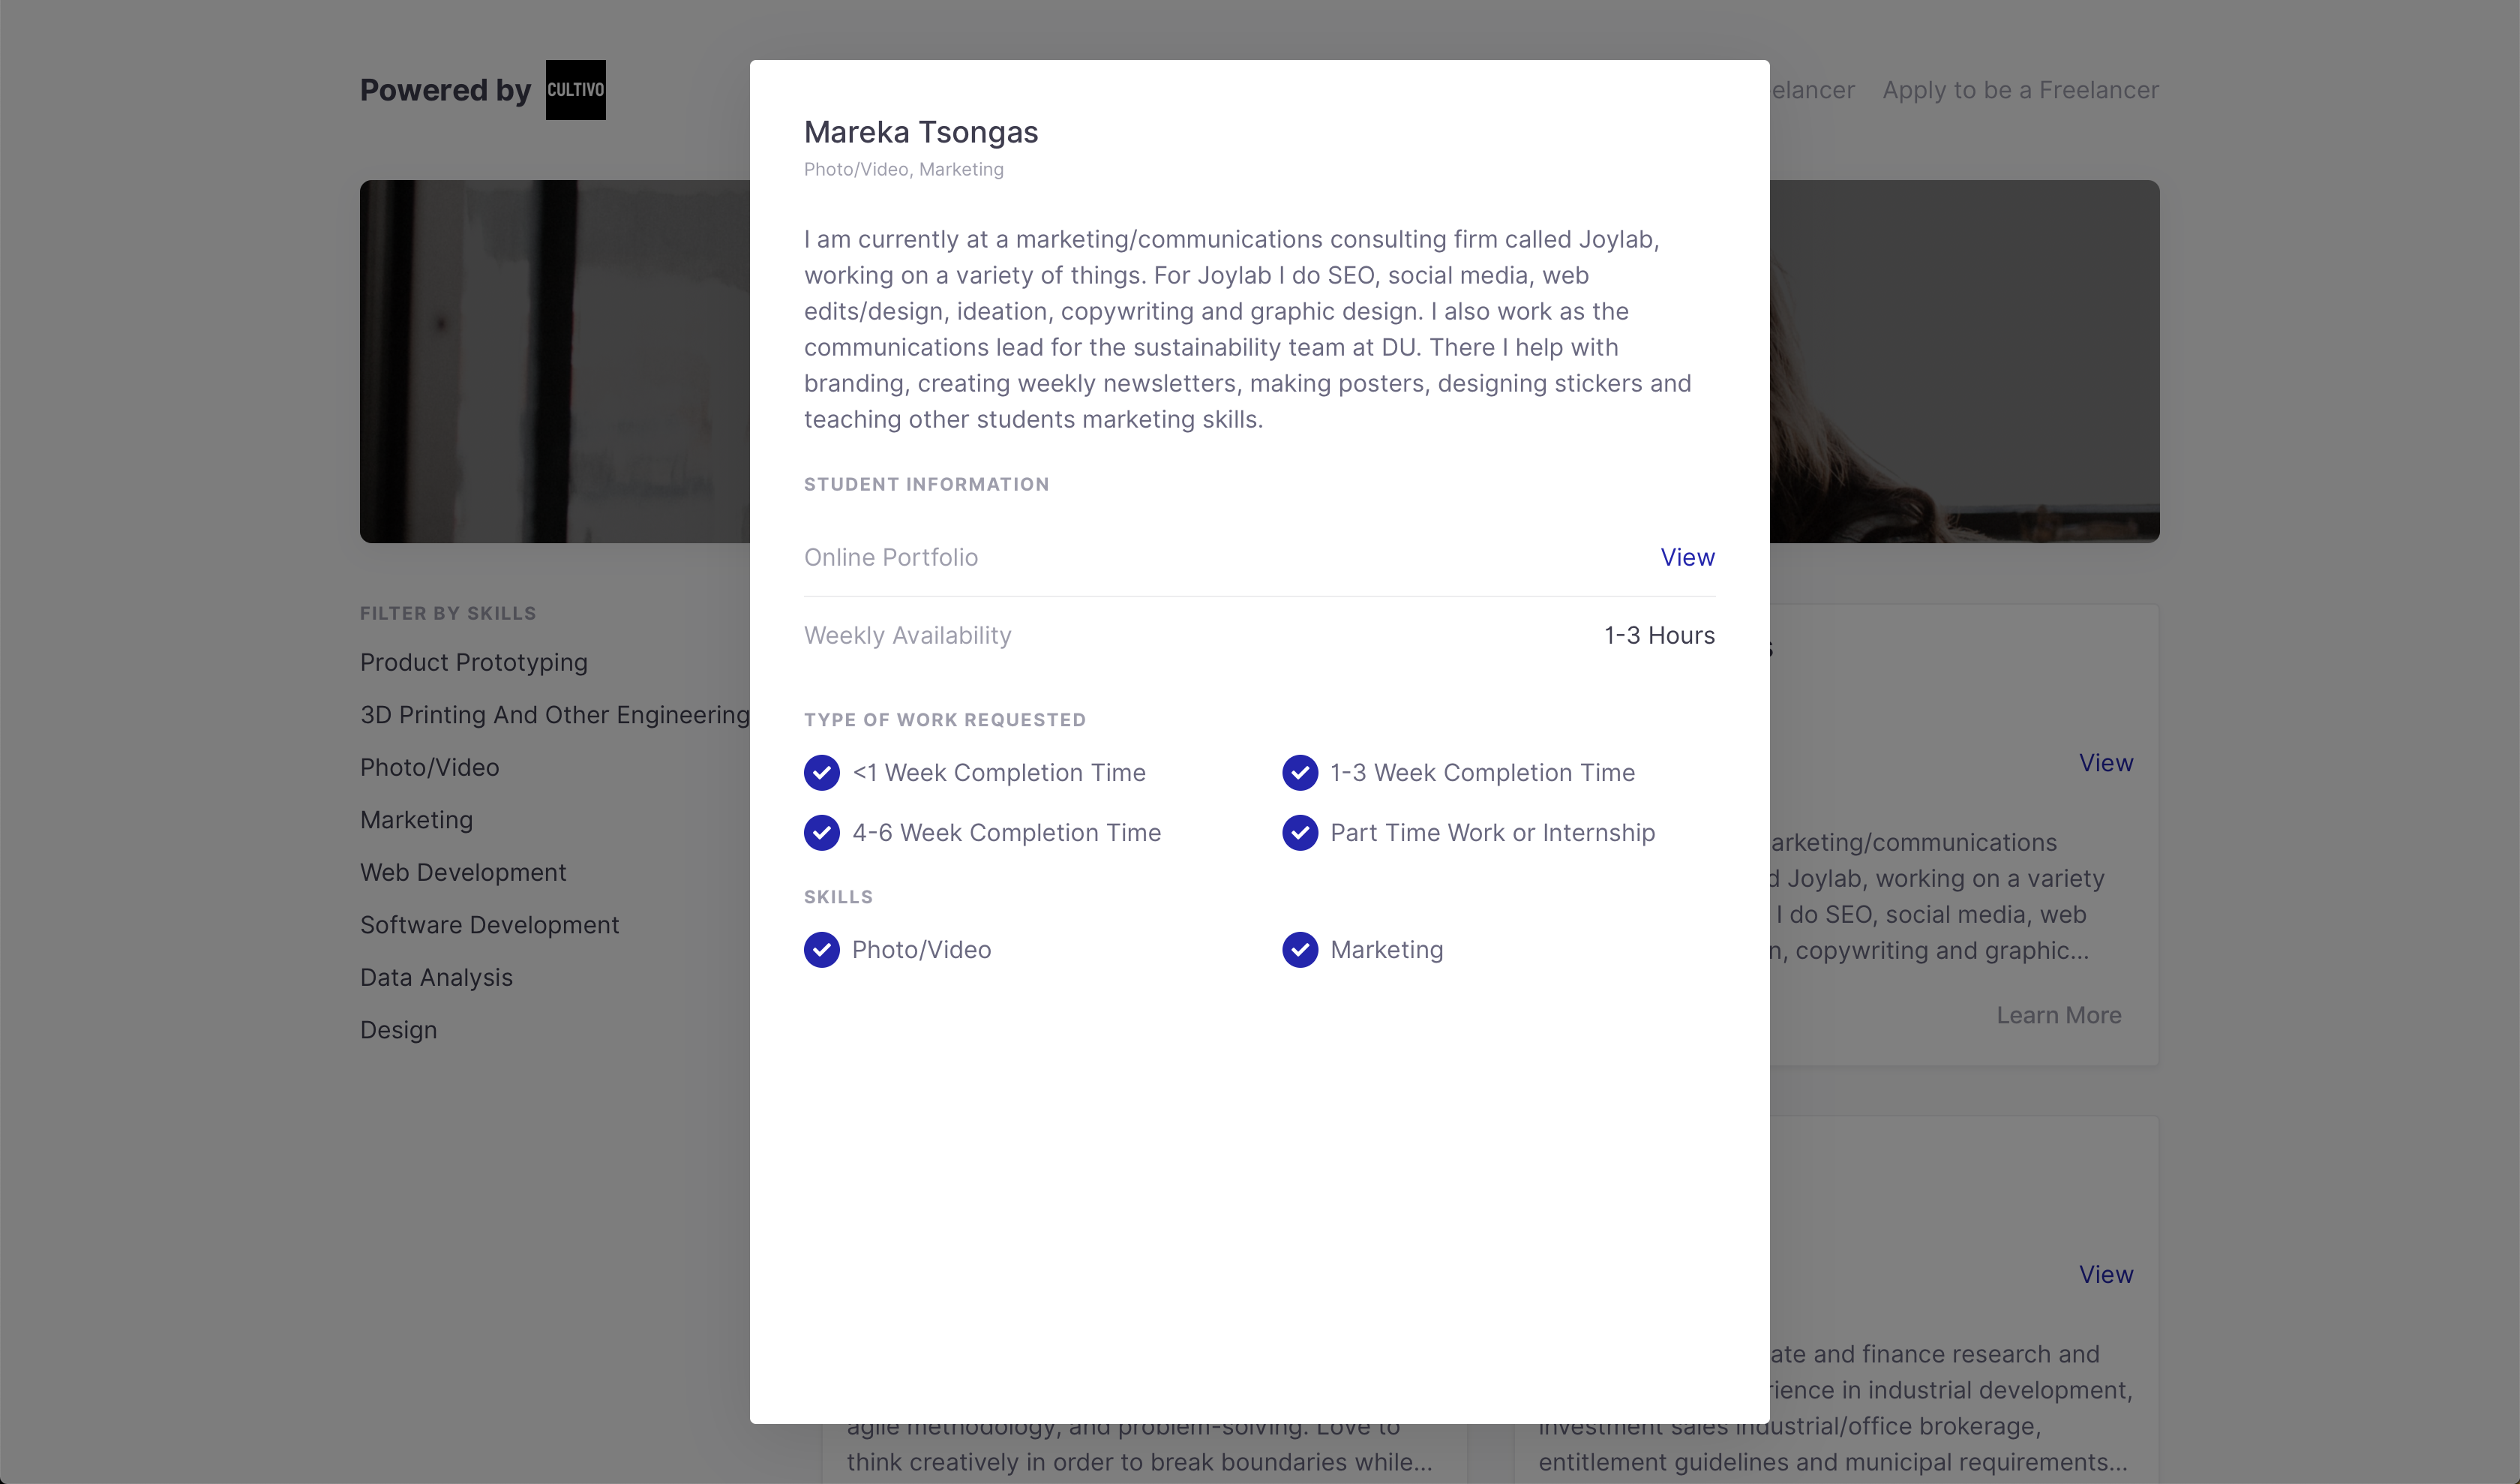 Powered by CULTIVO
elancer Apply to be a Freelancer
Mareka Tsongas
Photo/Video, Marketing
I am currently at a marketing/communications consulting firm called Joylab,
working on a variety of things. For Joylab I do SEO, social media, web
edits/design, ideation, copywriting and graphic design. I also work as the
communications lead for the sustainability team at DU. There I help with
branding, creating weekly newsletters, making posters, designing stickers and
teaching other students marketing skills.
STUDENT INFORMATION
Online Portfolio View
Weekly Availability 1-3 Hours
TYPE OF WORK REQUESTED
<1 Week Completion Time 1-3 Week Completion Time
4-6 Week Completion Time Part Time Work or Internship
SKILLS
Photo/Video Marketing
FILTER BY SKILLS
Product Prototyping
3D Printing And Other Engineering
Photo/Video
Marketing
Web Development
Software Development
Data Analysis
Design
View
arketing/communications
d Joylab, working on a variety
I do SEO, social media, web
n, copywriting and graphic...
Learn More
View
ate and finance research and
rience in industrial development,
investment sales industrial/office brokerage,
entitlement guidelines and municipal requirements...
agile methodology, and problem-solving. Love to
think creatively in order to break boundaries while...